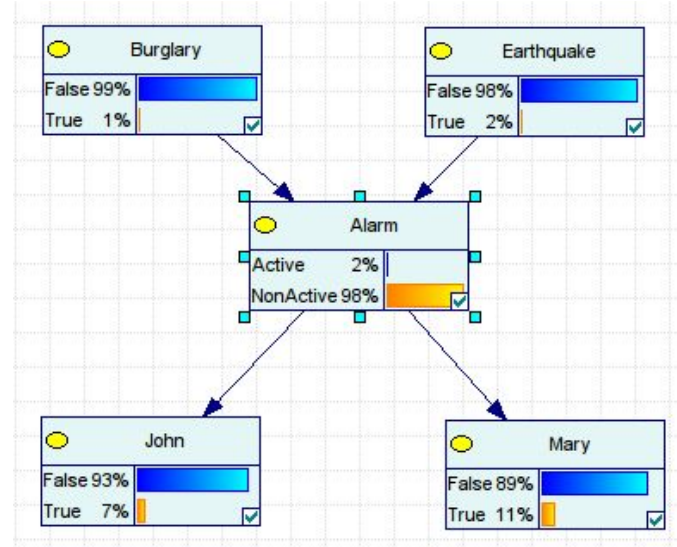 Burglary
False 99%
True 1%
Earthquake
False 98%
True 2%
Alarm
Active 2%
NonActive 98%
John
False 93%
True 7%
Mary
False 89%
True 11%